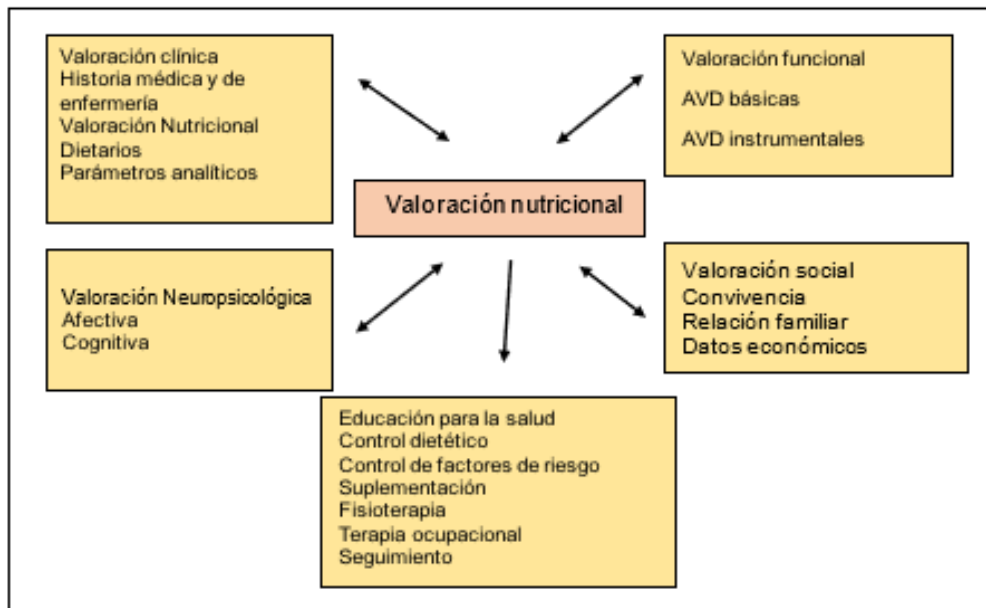 Valoración clínica
Historia médica y de
enfermería
Valoración Nutricional
Dietarios
Parámetros analíticos
Valoración funcional
AVD básicas
AVD instrumentales
Valoración nutricional
Valoración Neuropsicológica
Afectiva
Cognitiva
Valoración social
Convivencia
Relación familiar
Datos económicos
Educación para la salud
Control dietético
Control de factores de riesgo
Suplementación
Fisioterapia
Terapia ocupacional
Seguimiento